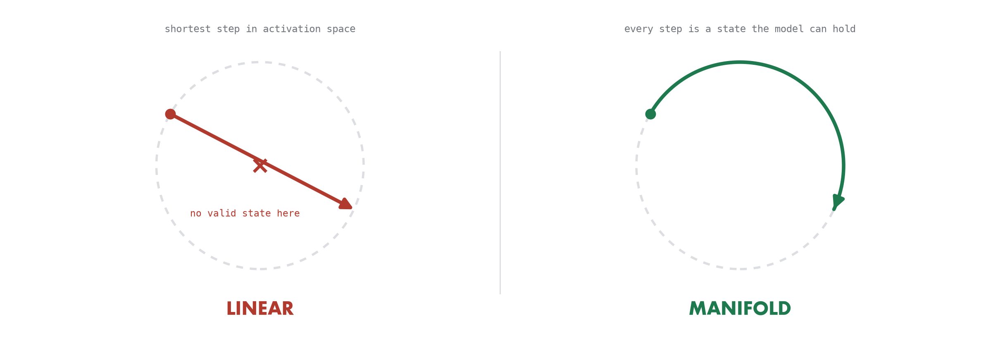 shortest step in activation space
every step is a state the model can hold
no valid state here
LINEAR
MANIFOLD